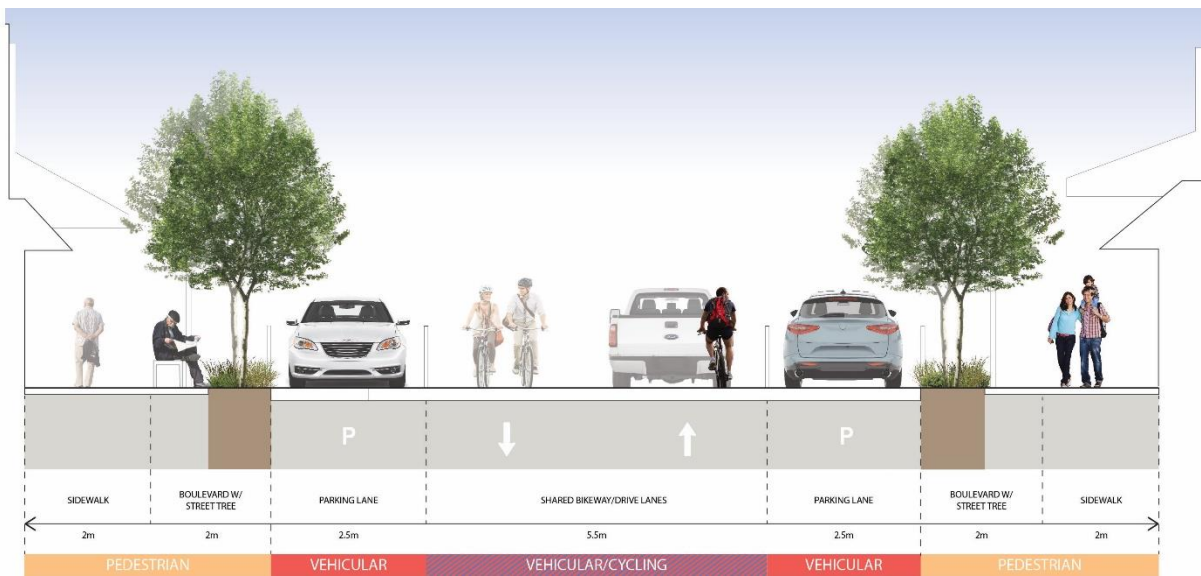 P
P
SIDEWALK
BOULEVARD W/
STREET TREE
PARKING LANE
SHARED BIKEWAY/DRIVE LANES
PARKING LANE
BOULEVARD W/
STREET TREE
SIDEWALK
2m
2m
2.5m
5.5m
2.5m
2m
2m
PEDESTRIAN
VEHICULAR
VEHICULAR/CYCLING
VEHICULAR
PEDESTRIAN